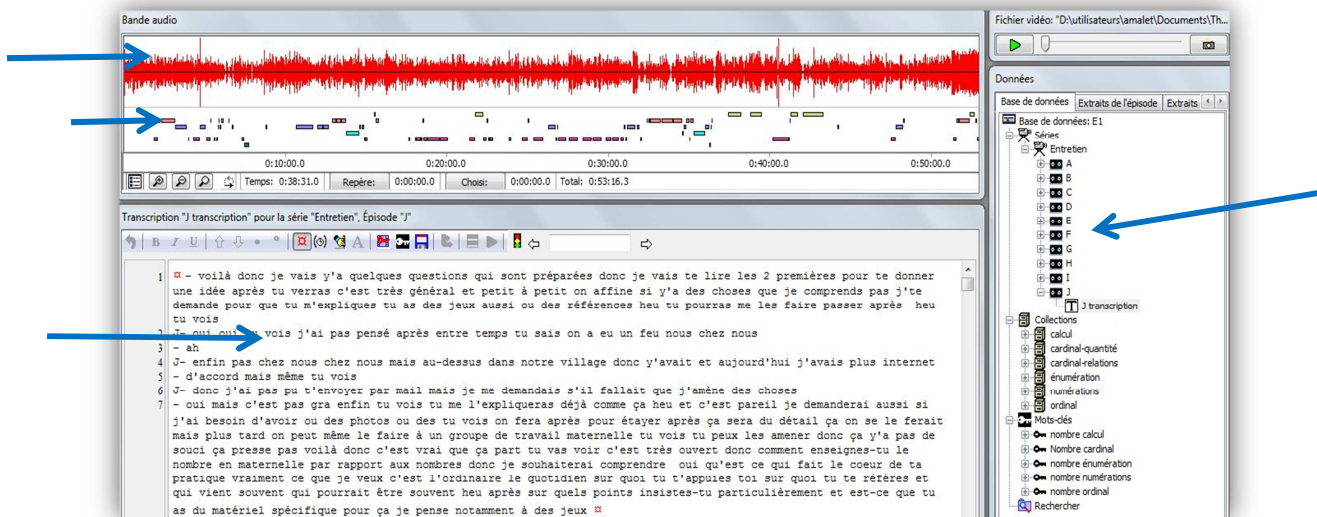 Bande audio
0:10:00.0 0:20:00.0 0:30:00.0 0:40:00.0 0:50:00.0
Temps: 0:38:31.0 Repère: 0:00:00.0 Choisi: 0:00:00.0 Total: 0:53:16.3
Transcription "J transcription" pour la série "Entretien", Épisode "J"
B I U A
1 ¤ - voilà donc je vais y'a quelques questions qui sont préparées donc je vais te lire les 2 premières pour te donner
une idée après tu verras c'est très général et petit à petit on affine si y'a des choses que je comprends pas j'te
demande pour que tu m'expliques tu as des jeux aussi ou des références heu tu pourras me les faire passer après heu
tu vois
2 J- oui oui tu vois j'ai pas pensé après entre temps tu sais on a eu un feu nous chez nous
3 - ah
4 J- enfin pas chez nous chez nous mais au-dessus dans notre village donc y'avait et aujourd'hui j'avais plus internet
5 - d'accord mais même tu vois
6 J- donc j'ai pas pu t'envoyer par mail mais je me demandais s'il fallait que j'amène des choses
7 - oui mais c'est pas gra enfin tu vois tu me l'expliqueras déjà comme ça heu et c'est pareil je demanderai aussi si
j'ai besoin d'avoir ou des photos ou des tu vois on fera après pour étayer après ça sera du détail ça on se le ferait
mais plus tard on peut même le faire à un groupe de travail maternelle tu vois tu peux les amener donc ça y'a pas de
souci ça presse pas voilà donc c'est vrai que ça part tu vas voir c'est très ouvert donc comment enseignes-tu le
nombre en maternelle par rapport aux nombres donc je souhaiterai comprendre oui qu'est ce qui fait le coeur de ta
pratique vraiment ce que je veux c'est l'ordinaire le quotidien sur quoi tu t'appuies toi sur quoi tu te réfères et
qui vient souvent qui pourrait être souvent heu après sur quels points insistes-tu particulièrement et est-ce que tu
as du matériel spécifique pour ça je pense notamment à des jeux ¤
Fichier vidéo: "D:\utilisateurs\amalet\Documents\Th...
Données
Base de données Extraits de l'épisode Extraits
Base de données: E1
Séries
Entretien
A
B
C
D
E
F
G
H
I
J
T J transcription
Collections
calcul
cardinal-quantité
cardinal-relations
énumération
numérations
ordinal
Mots-clés
nombre calcul
Nombre cardinal
nombre énumération
nombre numérations
nombre ordinal
Rechercher